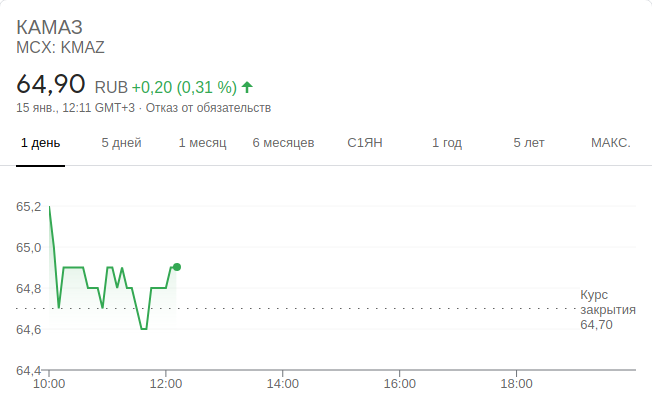 КАМАЗ
MCX: KMAZ
64,90 RUB +0,20 (0,31 %)
15 янв., 12:11 GMT+3 · Отказ от обязательств
1 день 5 дней 1 месяц 6 месяцев С1ЯН 1 год 5 лет МАКС.
65,2
65,0
64,8
64,6
64,4
Курс
закрытия
64,70
10:00 12:00 14:00 16:00 18:00